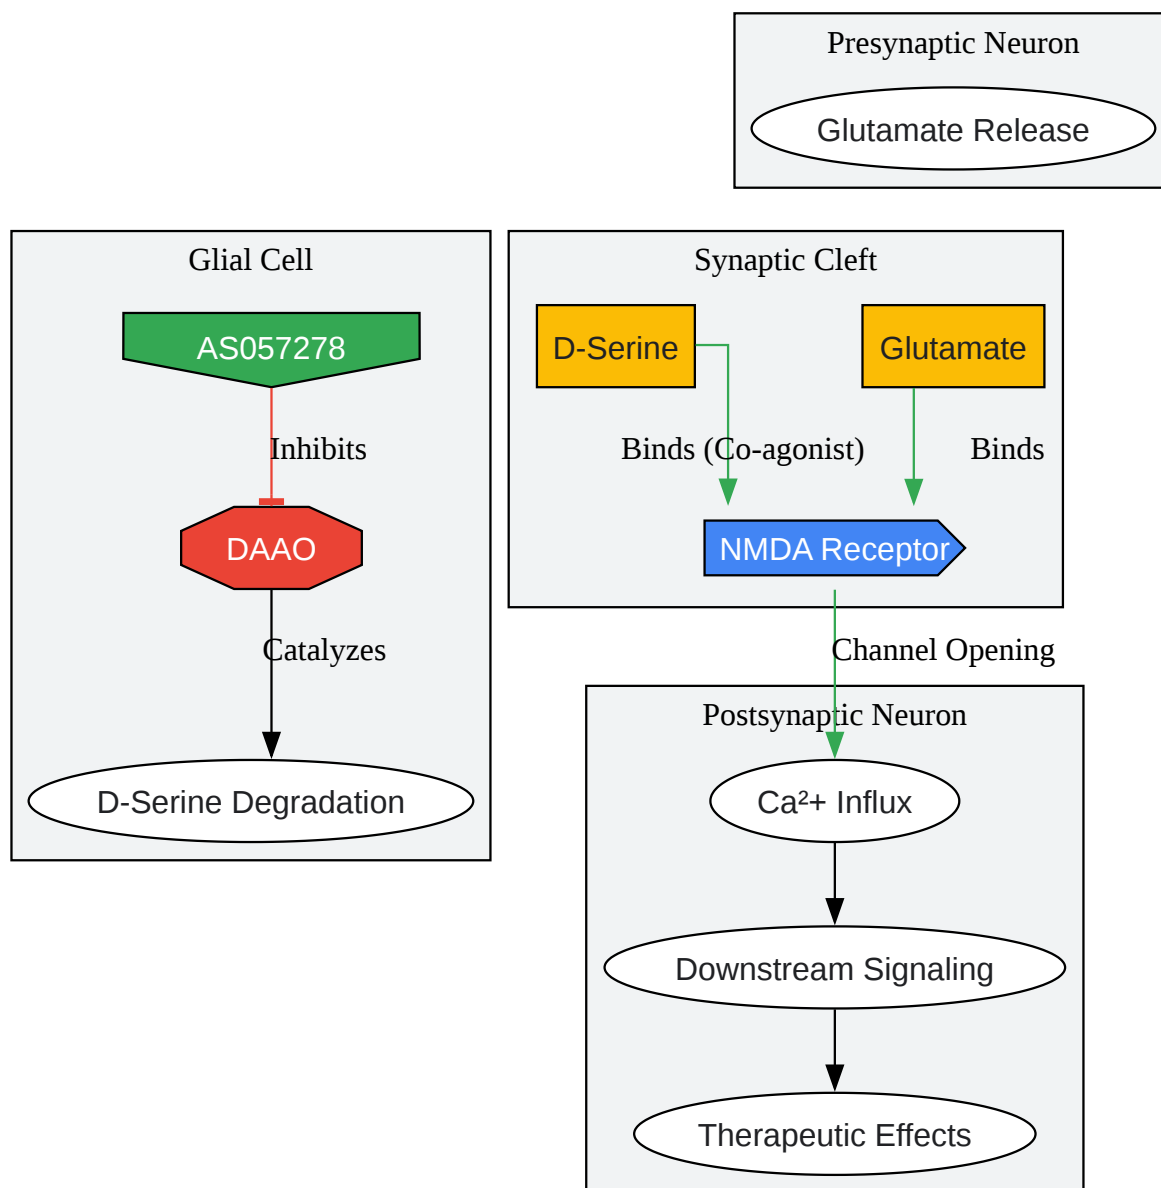 Presynaptic Neuron
Glutamate Release
Glial Cell
AS057278
Inhibits
DAAO
Catalyzes
D-Serine Degradation
Synaptic Cleft
D-Serine
Glutamate
Binds (Co-agonist)
Binds
NMDA Receptor
Channel Opening
Postsynaptic Neuron
Ca²+ Influx
Downstream Signaling
Therapeutic Effects